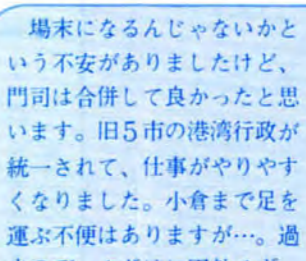 場末になるんじゃないかと
いう不安がありましたけど、
門司は合併して良かったと思
います。旧5市の港湾行政が
統一されて、仕事がやりやす
くなりました。小倉まで足を
運ぶ不便はありますが…。過